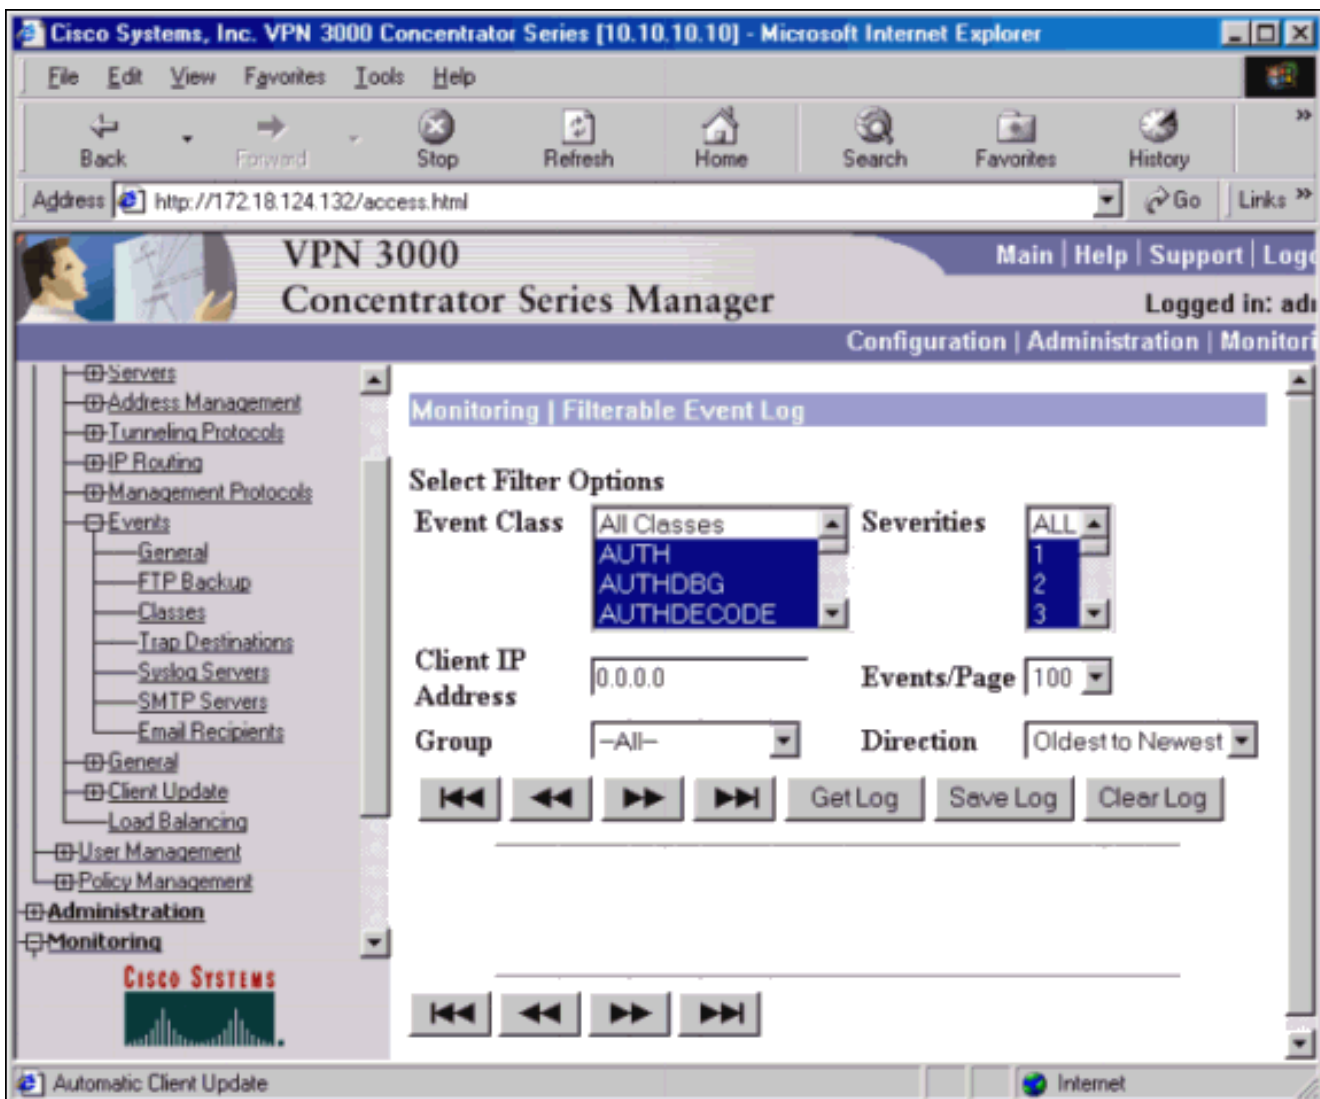 Cisco Systems, Inc. VPN 3000 Concentrator Series [10.10.10.10] - Microsoft Internet Explorer
File Edit View Favorites Tools Help
Back Forward Stop Refresh Home Search Favorites History »
Address http://172.18.124.132/access.html Go Links »
VPN 3000
Concentrator Series Manager
Main | Help | Support | Logo
Logged in: adi
Configuration | Administration | Monitori
Servers
Address Management
Tunneling Protocols
IP Routing
Management Protocols
Events
General
FTP Backup
Classes
Trap Destinations
Syslog Servers
SMTP Servers
Email Recipients
General
Client Update
Load Balancing
User Management
Policy Management
Administration
Monitoring
CISCO SYSTEMS
Monitoring | Filterable Event Log
Select Filter Options
Event Class All Classes AUTH AUTHDBG AUTHDECODE
Severities ALL 1 2 3
Client IP Address 0.0.0.0
Events/Page 100
Group --All--
Direction Oldest to Newest
Get Log Save Log Clear Log
Automatic Client Update Internet